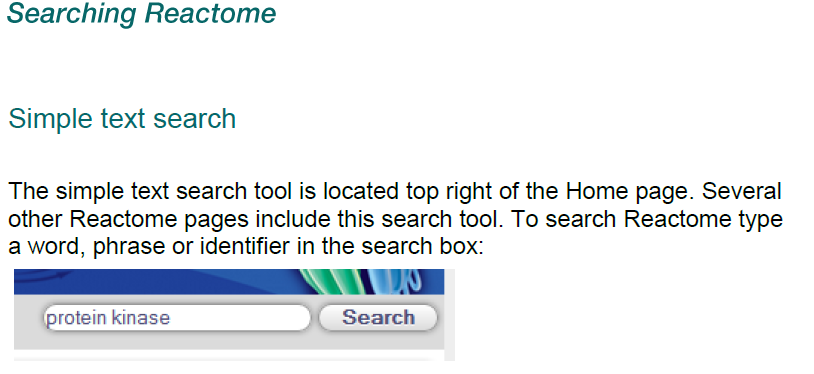 Searching Reactome
Simple text search
The simple text search tool is located top right of the Home page. Several
other Reactome pages include this search tool. To search Reactome type
a word, phrase or identifier in the search box:
protein kinase Search